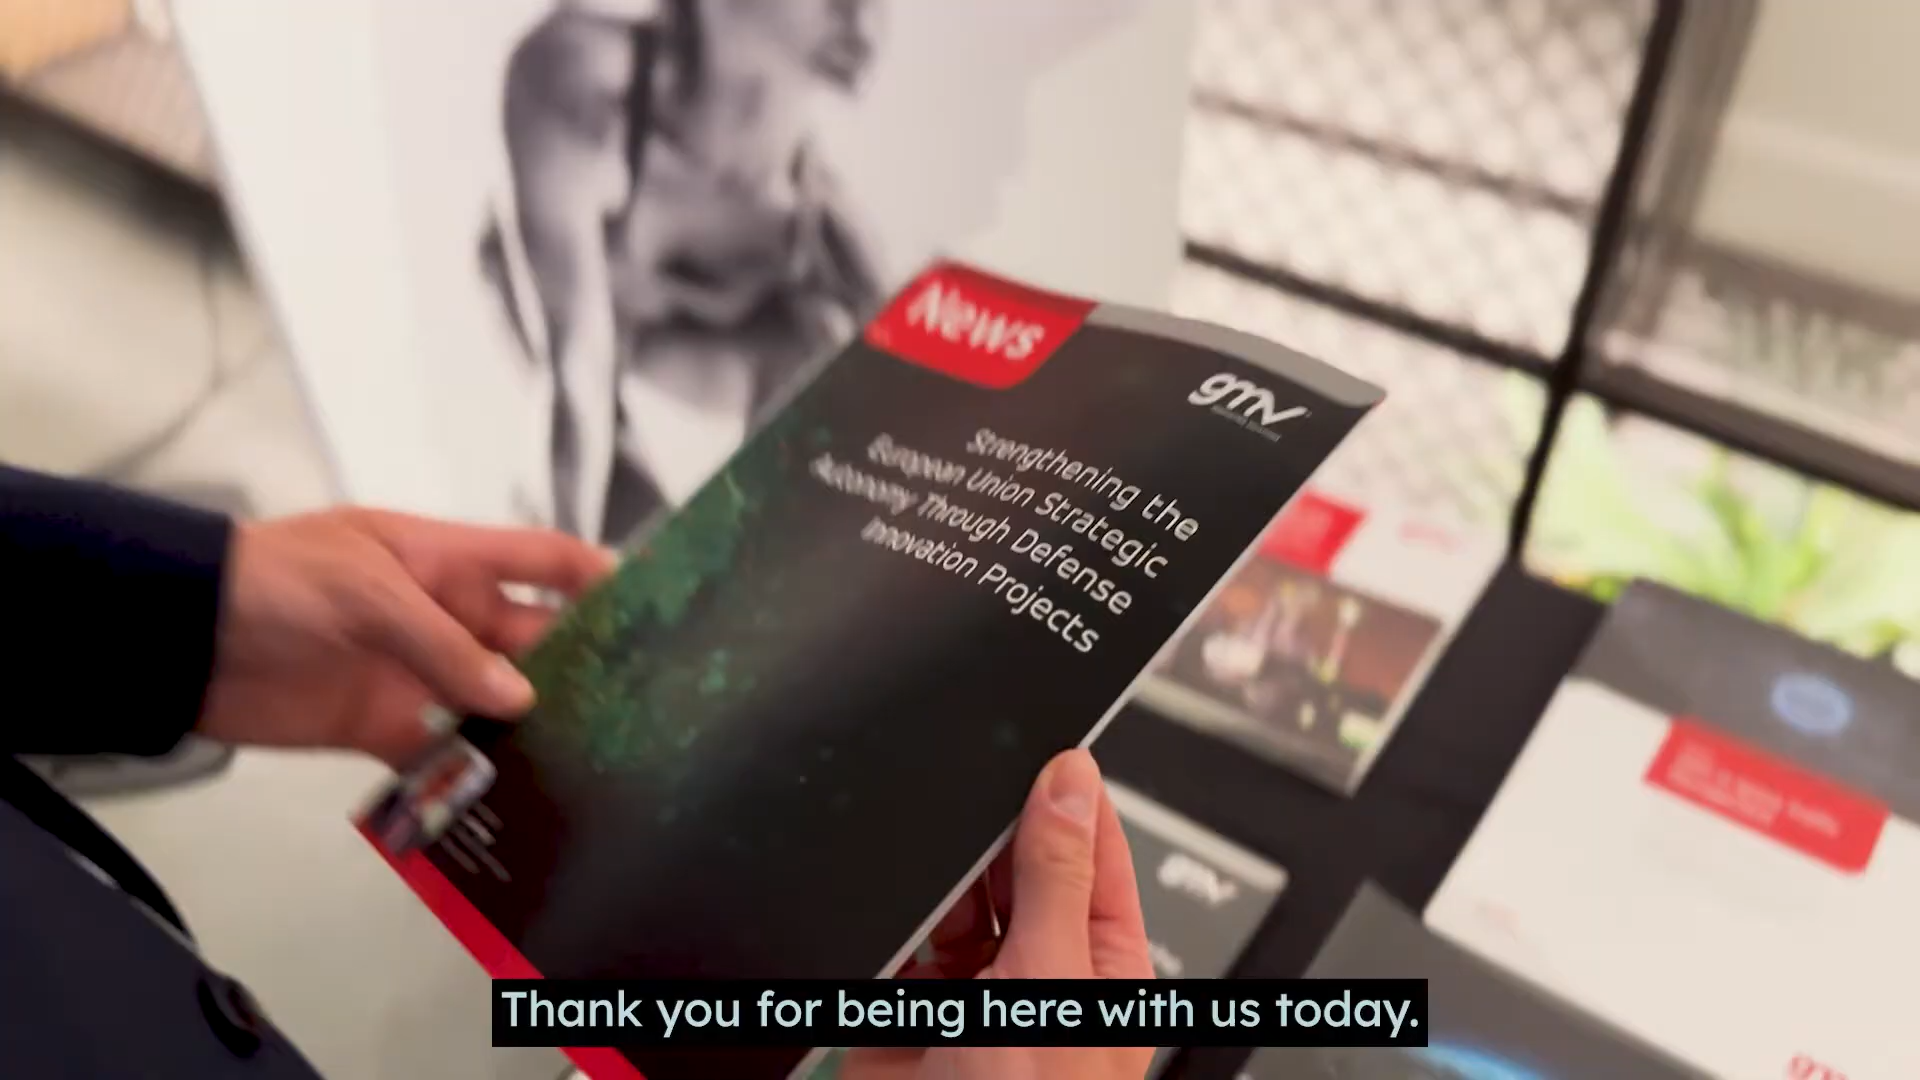 News
gmv
Strengthening the
European Union Strategic
Autonomy Through Defense
Innovation Projects
gmv
Thank you for being here with us today.